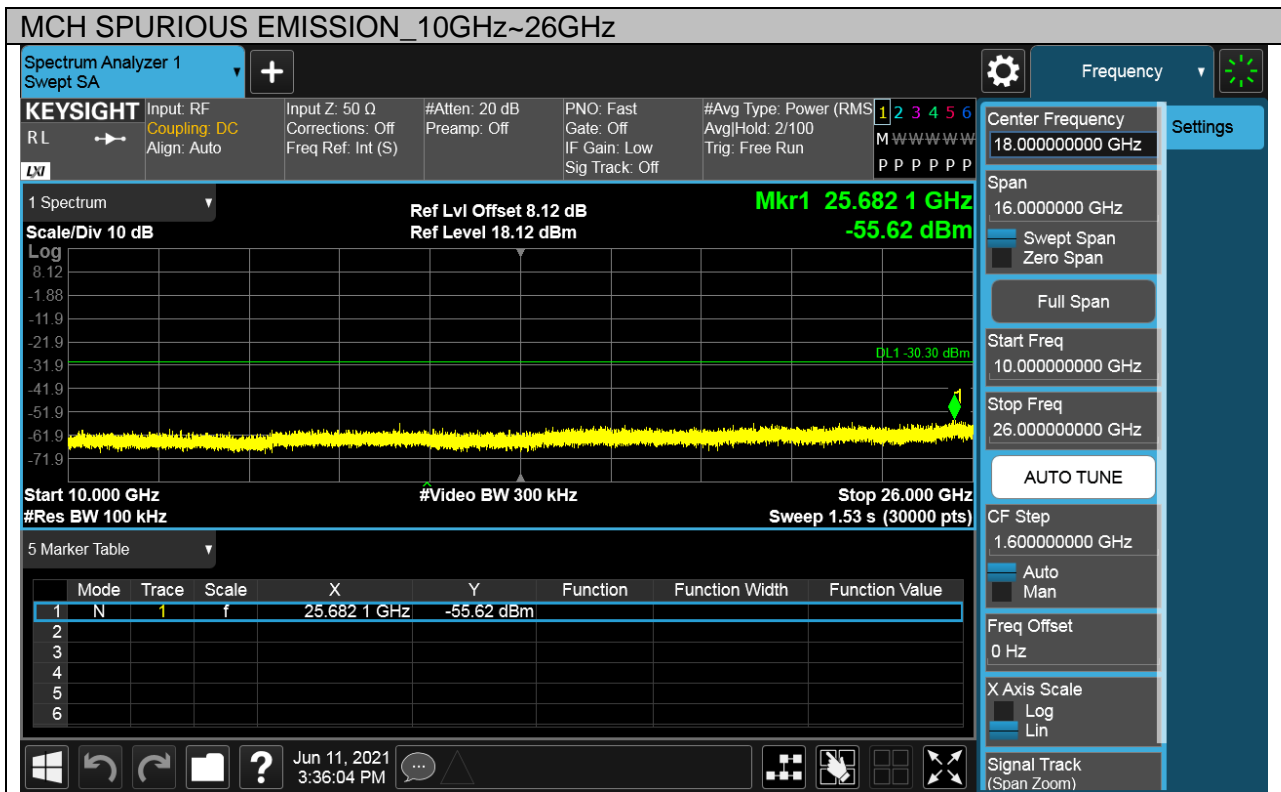 MCH SPURIOUS EMISSION_10GHz~26GHz
Spectrum Analyzer 1
Swept SA
+
Frequency
KEYSIGHT
RL
LXI
Input: RF
Coupling: DC
Align: Auto
Input Z: 50 Ω
Corrections: Off
Freq Ref: Int (S)
#Atten: 20 dB
Preamp: Off
PNO: Fast
Gate: Off
IF Gain: Low
Sig Track: Off
#Avg Type: Power (RMS
Avg|Hold: 2/100
Trig: Free Run
1 2 3 4 5 6
M W W W W W
P P P P P P
1 Spectrum
Scale/Div 10 dB
Ref Lvl Offset 8.12 dB
Ref Level 18.12 dBm
Mkr1 25.682 1 GHz
-55.62 dBm
Log
8.12
-1.88
-11.9
-21.9
-31.9
-41.9
-51.9
-61.9
-71.9
DL1 -30.30 dBm
1
Start 10.000 GHz
#Video BW 300 kHz
Stop 26.000 GHz
#Res BW 100 kHz
Sweep 1.53 s (30000 pts)
5 Marker Table
Mode Trace Scale X Y Function Function Width Function Value
1 N 1 f 25.682 1 GHz -55.62 dBm
2
3
4
5
6
?
Jun 11, 2021
3:36:04 PM
Center Frequency
18.000000000 GHz
Settings
Span
16.0000000 GHz
Swept Span
Zero Span
Full Span
Start Freq
10.000000000 GHz
Stop Freq
26.000000000 GHz
AUTO TUNE
CF Step
1.600000000 GHz
Auto
Man
Freq Offset
0 Hz
X Axis Scale
Log
Lin
Signal Track
(Span Zoom)